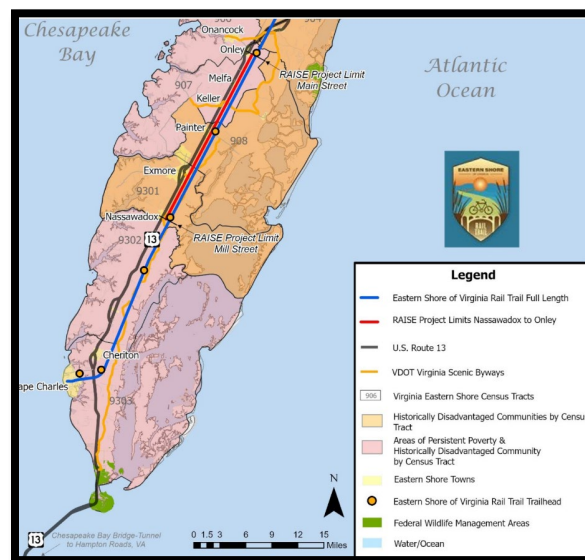 Chesapeake
Bay
Onancock
Onley
RAISE Project Limit
Main Street
Melfa
907
Keller
Painter
908
Exmore
9301
Nassawadox
RAISE Project Limit
Mill Street
9302
13
Cheriton
ape Charles
9303
13
Chesapeake Bay Bridge-Tunnel
to Hampton Roads, VA
Atlantic
Ocean
EASTERN SHORE
RAIL
TRAIL
Legend
Eastern Shore of Virginia Rail Trail Full Length
RAISE Project Limits Nassawadox to Onley
U.S. Route 13
VDOT Virginia Scenic Byways
906
Virginia Eastern Shore Census Tracts
Historically Disadvantaged Communities by Censu
Tract
Areas of Persistent Poverty &
Historically Disadvantaged Community
by Census Tract
Eastern Shore Towns
Eastern Shore of Virginia Rail Trail Trailhead
Federal Wildlife Management Areas
Water/Ocean
N
0 1.5 3 6 9 12 15
Miles